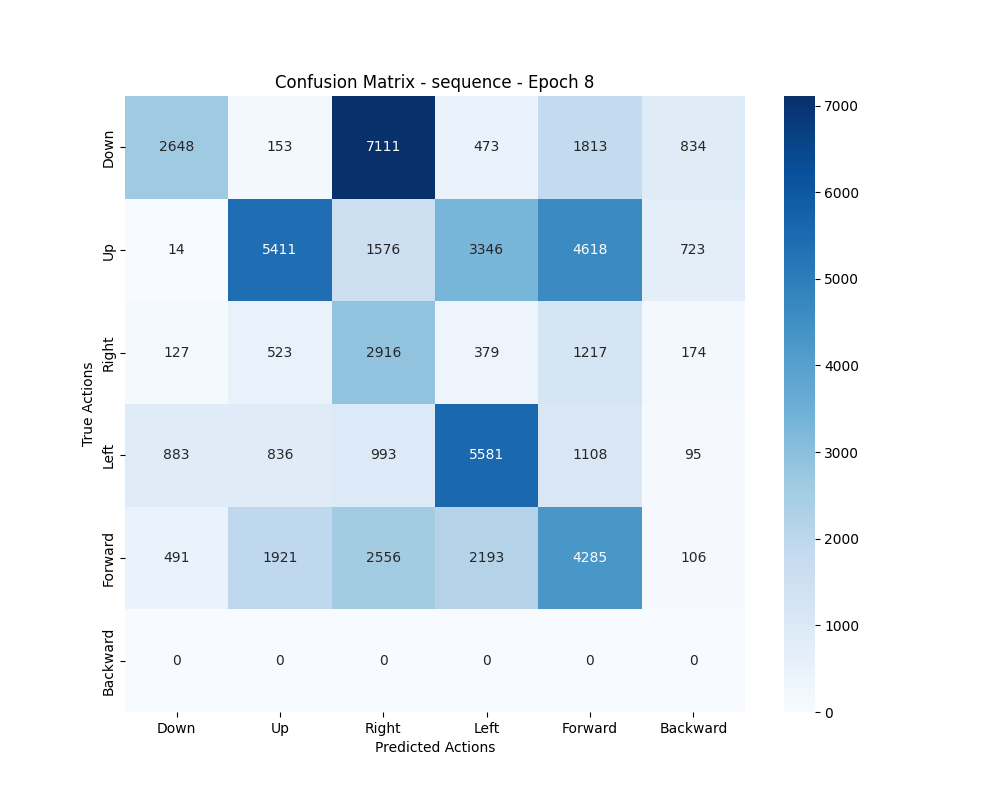 Confusion Matrix - sequence - Epoch 8
True Actions
Down 2648 153 7111 473 1813 834
Up 14 5411 1576 3346 4618 723
Right 127 523 2916 379 1217 174
Left 883 836 993 5581 1108 95
Forward 491 1921 2556 2193 4285 106
Backward 0 0 0 0 0 0
Down Up Right Left Forward Backward
Predicted Actions
7000
6000
5000
4000
3000
2000
1000
0